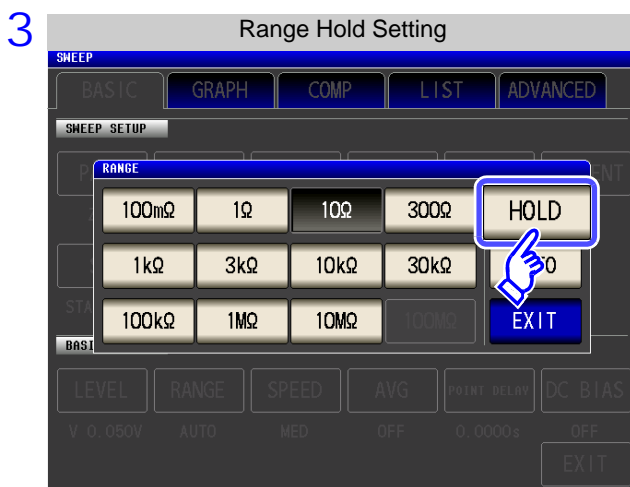 3 Range Hold Setting
SWEEP
BASIC GRAPH COMP LIST ADVANCED
SWEEP SETUP
RANGE
100mΩ 1Ω 10Ω 300Ω HOLD
1kΩ 3kΩ 10kΩ 30kΩ
100kΩ 1MΩ 10MΩ 100MΩ EXIT
LEVEL RANGE SPEED AVG POINT DELAY DC BIAS
V 0.050V AUTO MED OFF 0.0000s OFF
EXIT